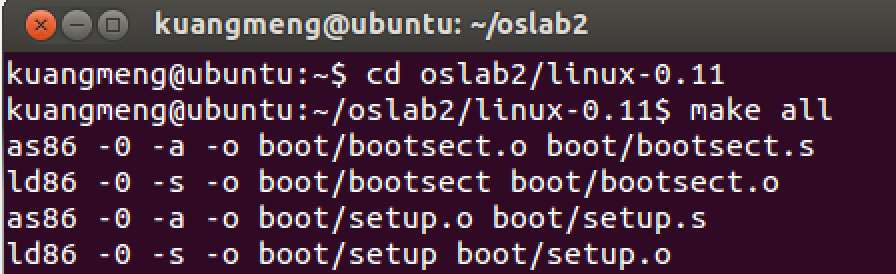 kuangmeng@ubuntu: ~/oslab2
kuangmeng@ubuntu:~$ cd oslab2/linux-0.11
kuangmeng@ubuntu:~/oslab2/linux-0.11$ make all
as86 -0 -a -o boot/bootsect.o boot/bootsect.s
ld86 -0 -s -o boot/bootsect boot/bootsect.o
as86 -0 -a -o boot/setup.o boot/setup.s
ld86 -0 -s -o boot/setup boot/setup.o